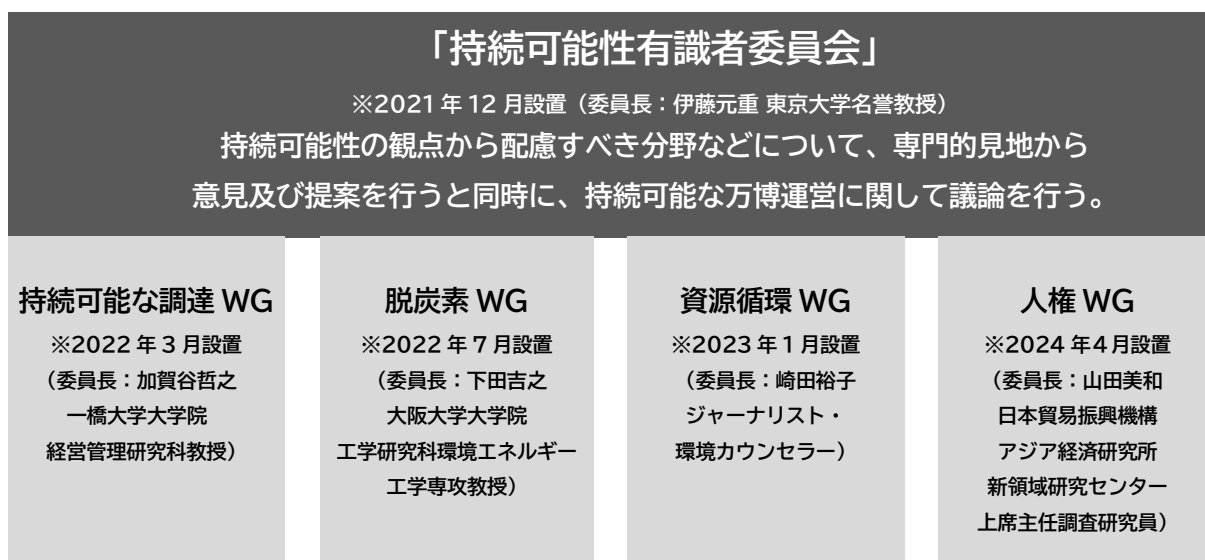 「持続可能性有識者委員会」
※2021年12月設置（委員長：伊藤元重 東京大学名誉教授）
持続可能性の観点から配慮すべき分野などについて、専門的見地から
意見及び提案を行うと同時に、持続可能な万博運営に関して議論を行う。
持続可能な調達WG
※2022年3月設置
（委員長：加賀谷哲之
一橋大学大学院
経営管理研究科教授）
脱炭素WG
※2022年7月設置
（委員長：下田吉之
大阪大学大学院
工学研究科環境エネルギー
工学専攻教授）
資源循環WG
※2023年1月設置
（委員長：崎田裕子
ジャーナリスト・
環境カウンセラー）
人権WG
※2024年4月設置
（委員長：山田美和
日本貿易振興機構
アジア経済研究所
新領域研究センター
上席主任調査研究員）